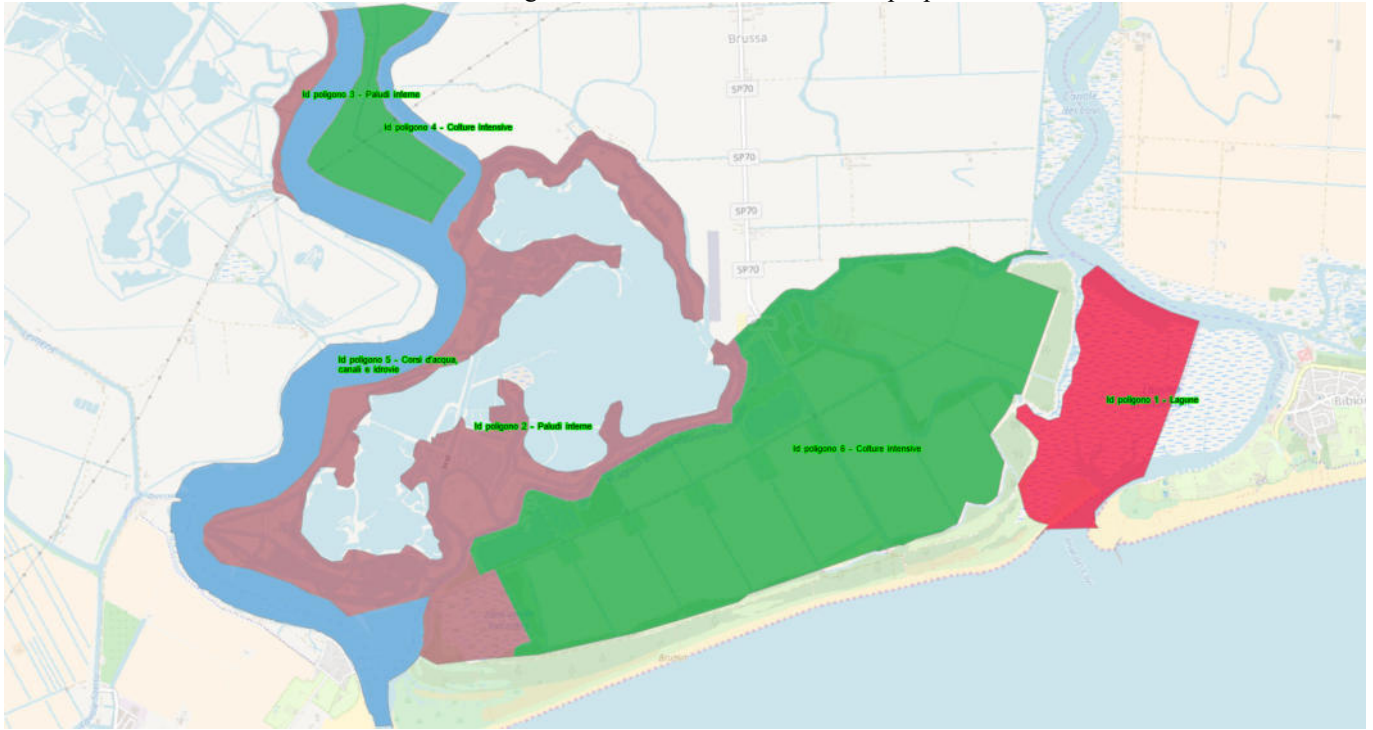 Brussa
SP70
Id poligono 3 - Paludi interne
Id poligono 4 - Colture intensive
SP70
SP70
SP70
Id poligono 5 - Corsi d'acqua,
canali e idrovie
Id poligono 1 - Lagune
Id poligono 2 - Paludi interne
Id poligono 6 - Colture intensive